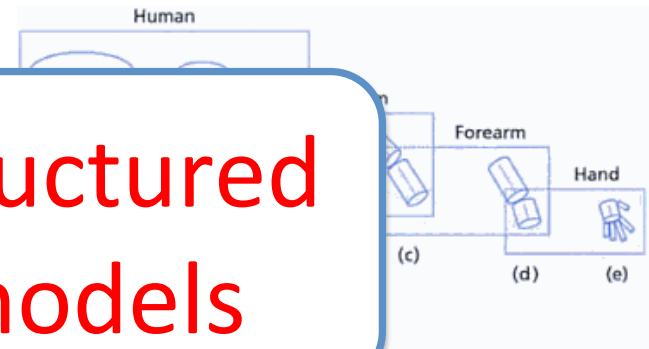 Human
Forearm
Hand
uctured
odels
(c)
(d)
(e)